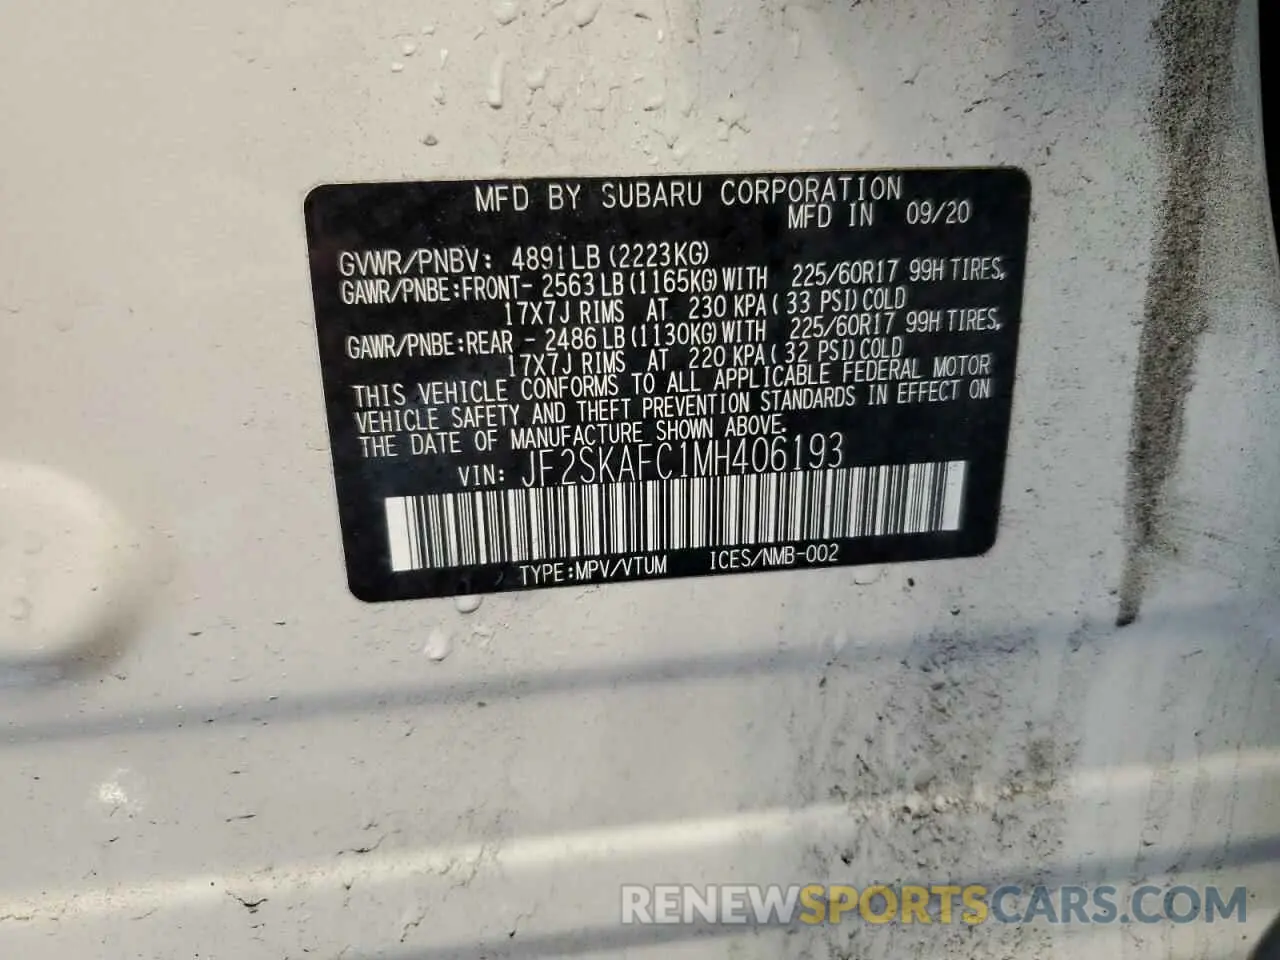 MFD BY SUBARU CORPORATION
MFD IN 09/20
GVWR/PNBV: 4891LB (2223KG)
GAWR/PNBE:FRONT- 2563LB (1165KG) WITH 225/60R17 99H TIRES,
17X7J RIMS AT 230 KPA ( 33 PSI) COLD
GAWR/PNBE:REAR - 2486LB (1130KG) WITH 225/60R17 99H TIRES,
17X7J RIMS AT 220 KPA ( 32 PSI) COLD
THIS VEHICLE CONFORMS TO ALL APPLICABLE FEDERAL MOTOR
VEHICLE SAFETY AND THEFT PREVENTION STANDARDS IN EFFECT ON
THE DATE OF MANUFACTURE SHOWN ABOVE.
VIN: JF2SKAFC1MH406193
TYPE:MPV/VTUM ICES/NMB-002
RENEWSPORTSCARS.COM